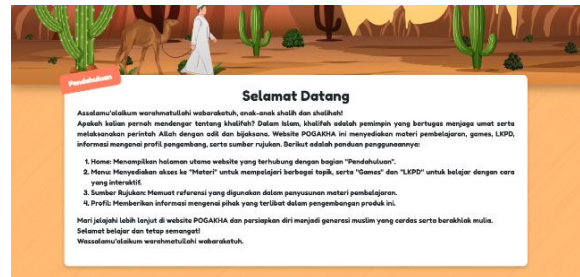 Pendahuluan
Selamat Datang
Assalamu'alaikum warahmatullahi wabarakatuh, anak-anak shalih dan shalihah!
Apakah kalian pernah mendengar tentang khalifah? Dalam Islam, khalifah adalah pemimpin yang bertugas menjaga umat serta
melaksanakan perintah Allah dengan adil dan bijaksana. Website POGAKHA ini menyediakan materi pembelajaran, games, LKPD,
informasi mengenai profil pengembang, serta sumber rujukan. Berikut adalah panduan penggunaannya:
1. Home: Menampilkan halaman utama website yang terhubung dengan bagian "Pendahuluan".
2. Menu: Menyediakan akses ke "Materi" untuk mempelajari berbagai topik, serta "Games" dan "LKPD" untuk belajar dengan cara
yang interaktif.
3. Sumber Rujukan: Memuat referensi yang digunakan dalam penyusunan materi pembelajaran.
4. Profil: Memberikan informasi mengenai pihak yang terlibat dalam pengembangan produk ini.
Mari jelajahi lebih lanjut di website POGAKHA dan persiapkan diri menjadi generasi muslim yang cerdas serta berakhlak mulia.
Selamat belajar dan tetap semangat!
Wassalamu'alaikum warahmatullahi wabarakatuh.